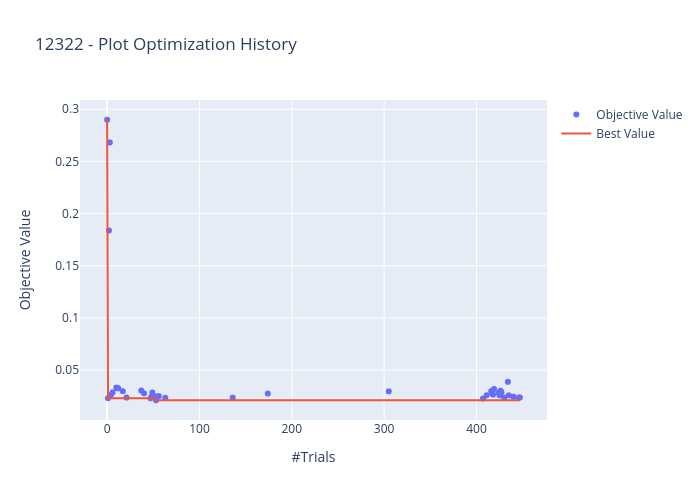 12322 - Plot Optimization History
0.3
0.25
0.2
0.15
0.1
0.05
Objective Value
0
100
200
300
400
#Trials
Objective Value
Best Value